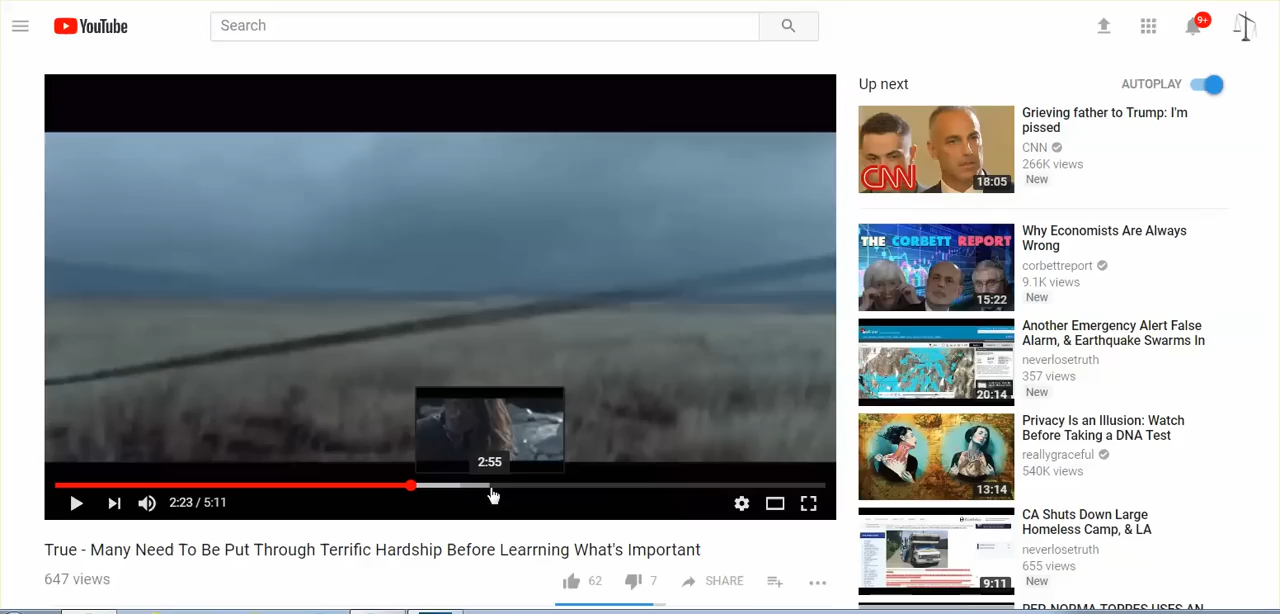 YouTube
Search
9+
2:55
2:23 / 5:11
True - Many Need To Be Put Through Terrific Hardship Before Learrning What's Important
647 views
62
7
SHARE
Up next
AUTOPLAY
CNN
18:05
Grieving father to Trump: I'm
pissed
CNN
266K views
New
THE CORBETT REPORT
15:22
Why Economists Are Always
Wrong
corbettreport
9.1K views
New
20:14
Another Emergency Alert False
Alarm, & Earthquake Swarms In
neverlosetruth
357 views
New
13:14
Privacy Is an Illusion: Watch
Before Taking a DNA Test
reallygraceful
540K views
9:11
CA Shuts Down Large
Homeless Camp, & LA
neverlosetruth
655 views
New